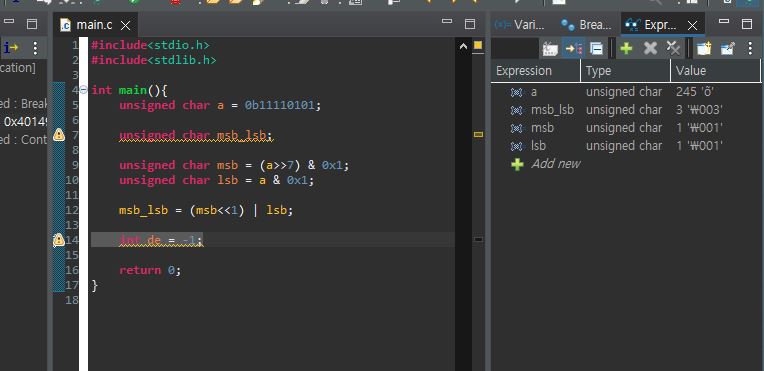 main.c
1 #include<stdio.h>
2 #include<stdlib.h>
3
4 int main(){
5 unsigned char a = 0b11110101;
6
7 unsigned char msb_lsb;
8
9 unsigned char msb = (a>>7) & 0x1;
10 unsigned char lsb = a & 0x1;
11
12 msb_lsb = (msb<<1) | lsb;
13
14 int de = -1;
15
16 return 0;
17 }
18
cation]
ed : Break
0x40149
ed : Cont
(x)= Vari...
Brea...
Expr...
Expression Type Value
a unsigned char 245 'õ'
msb_lsb unsigned char 3 '₩003'
msb unsigned char 1 '₩001'
lsb unsigned char 1 '₩001'
Add new